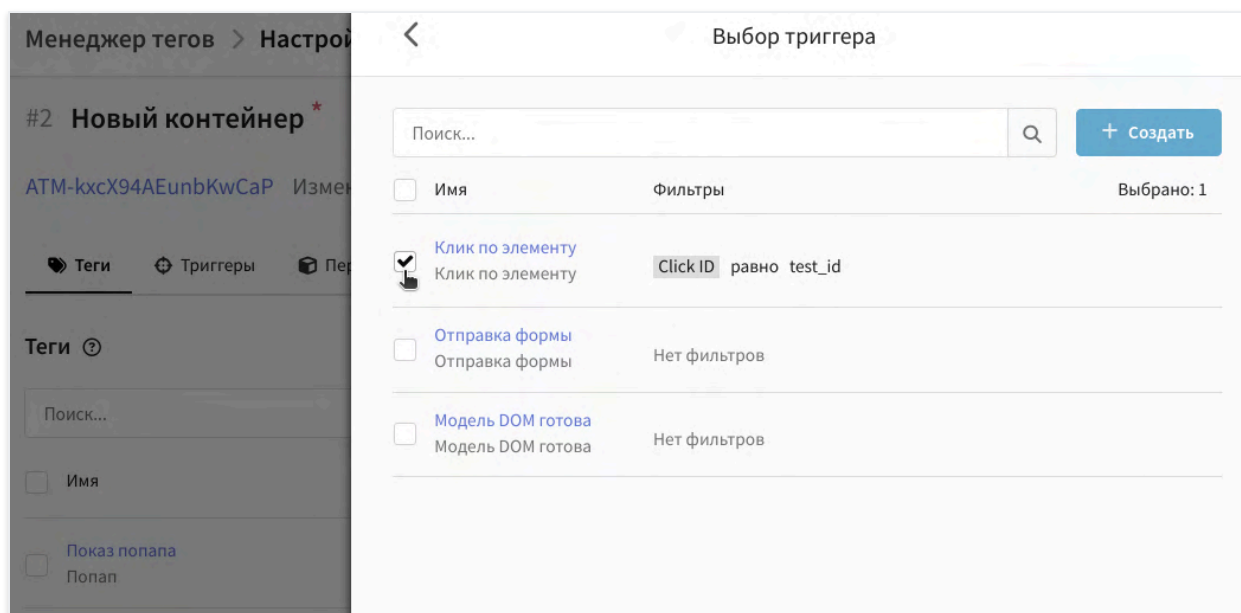 Менеджер тегов > Настрой
#2 Новый контейнер *
ATM-kxcX94AEunbKwCaP Измен
Теги Триггеры Пер
Теги
Поиск...
Имя
Показ попапа
Попап
Выбор триггера
Поиск...
+ Создать
Имя Фильтры Выбрано: 1
Клик по элементу
Клик по элементу
Click ID равно test_id
Отправка формы
Отправка формы
Нет фильтров
Модель DOM готова
Модель DOM готова
Нет фильтров